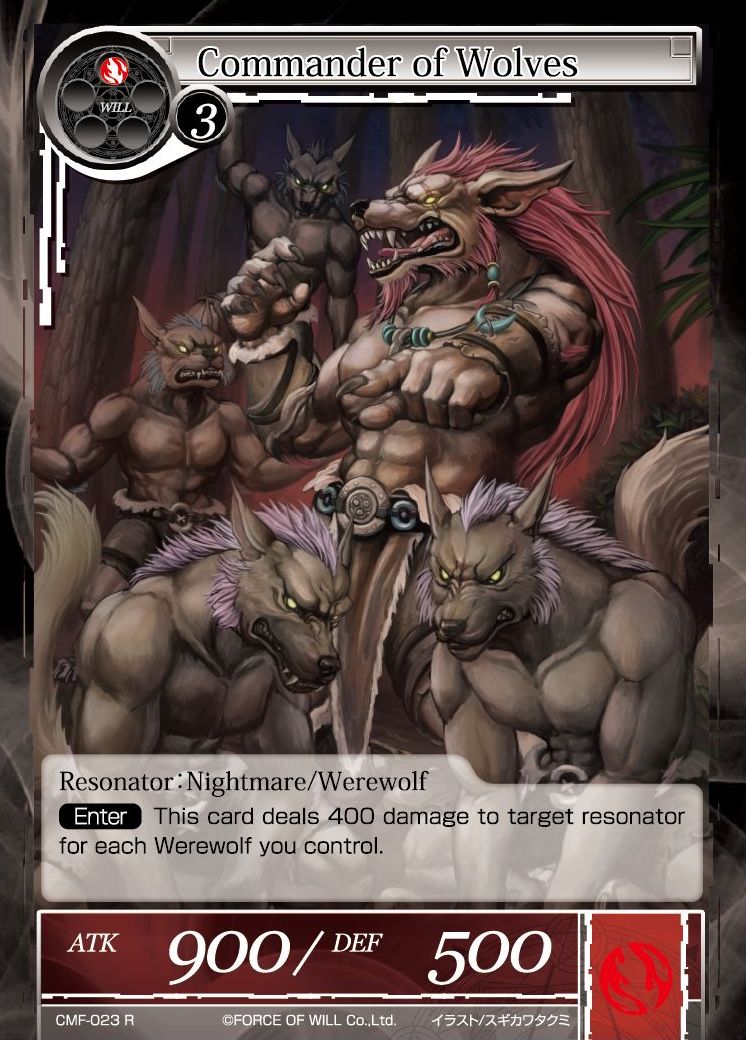 Commander of Wolves
WILL
3
Resonator:Nightmare/Werewolf
Enter This card deals 400 damage to target resonator
for each Werewolf you control.
ATK 900/ DEF 500
CMF-023 R ©FORCE OF WILL Co.,Ltd. イラスト/スギカワタクミ